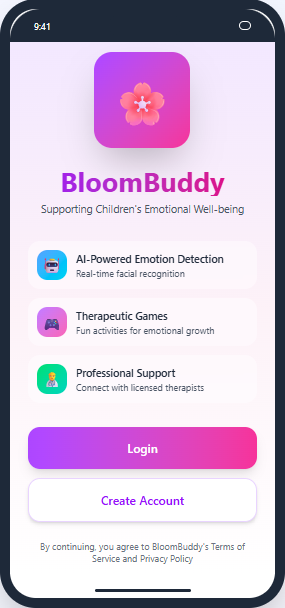 9:41
BloomBuddy
Supporting Children's Emotional Well-being
AI-Powered Emotion Detection
Real-time facial recognition
Therapeutic Games
Fun activities for emotional growth
Professional Support
Connect with licensed therapists
Login
Create Account
By continuing, you agree to BloomBuddy's Terms of
Service and Privacy Policy